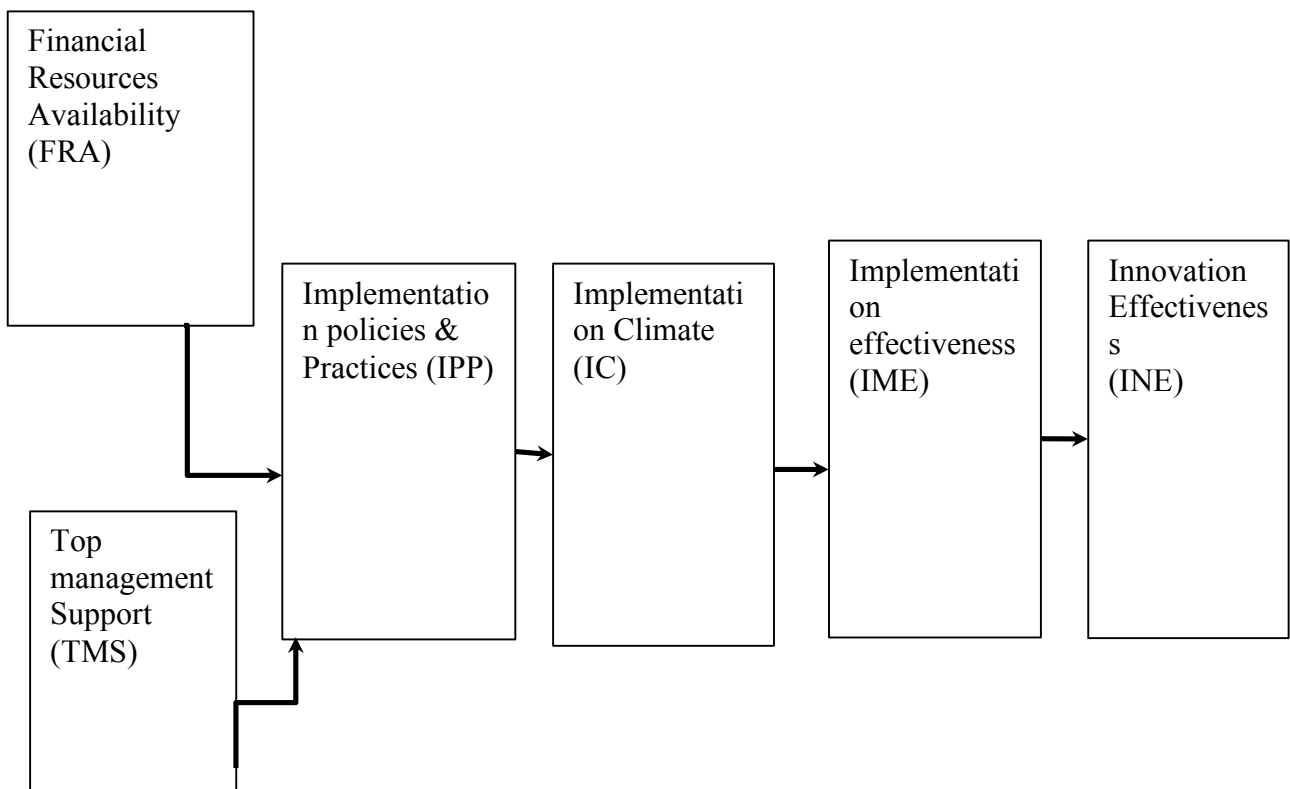 Financial
Resources
Availability
(FRA)
Implementatio
n policies &
Practices (IPP)
Implementati
on Climate
(IC)
Implementati
on
effectiveness
(IME)
Innovation
Effectivenes
s
(INE)
Top
management
Support
(TMS)